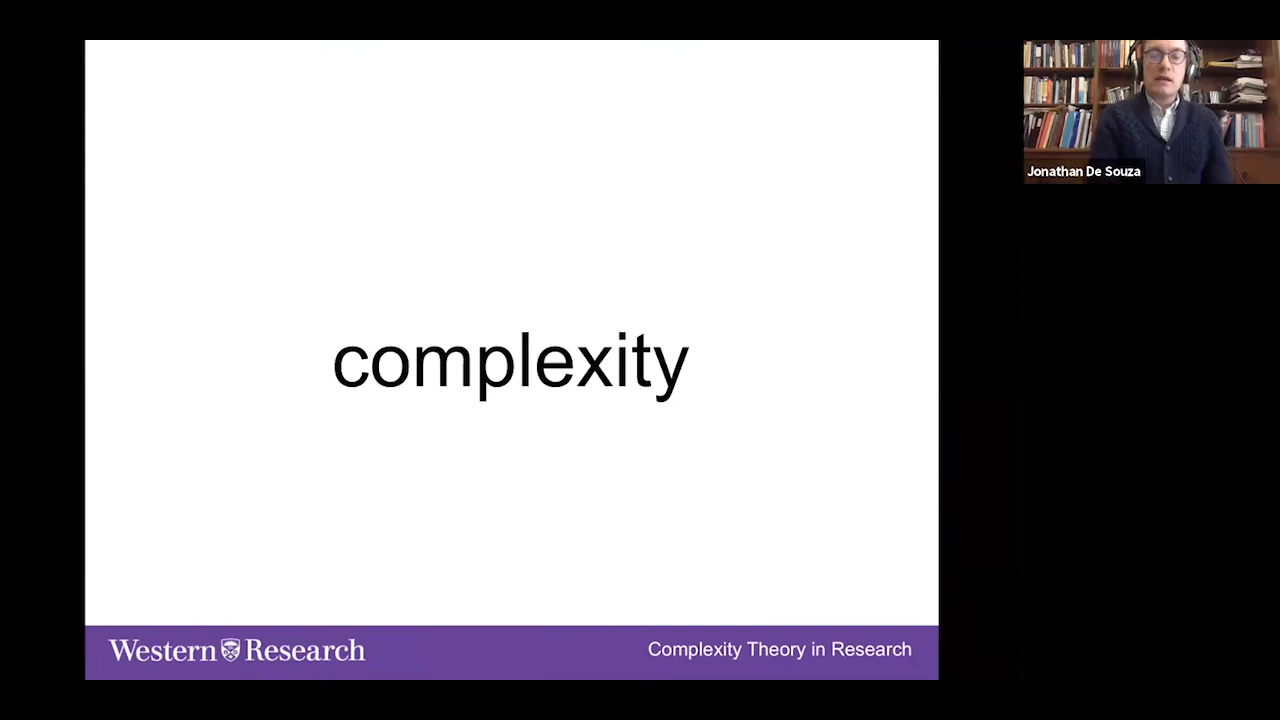 complexity
Western Research
Complexity Theory in Research
Jonathan De Souza